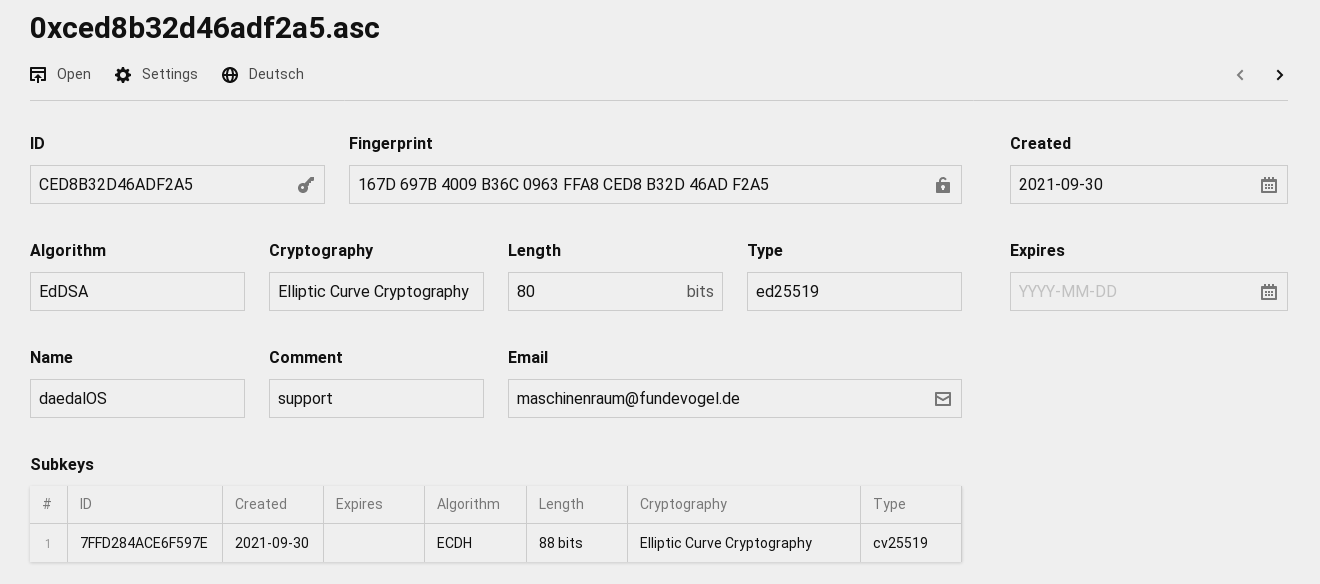 0xced8b32d46adf2a5.asc
Open Settings Deutsch
ID Fingerprint Created
CED8B32D46ADF2A5 167D 697B 4009 B36C 0963 FFA8 CED8 B32D 46AD F2A5 2021-09-30
Algorithm Cryptography Length Type Expires
EdDSA Elliptic Curve Cryptography 80 bits ed25519 YYYY-MM-DD
Name Comment Email
daedalOS support maschinenraum@fundevogel.de
Subkeys
# ID Created Expires Algorithm Length Cryptography Type
1 7FFD284ACE6F597E 2021-09-30 ECDH 88 bits Elliptic Curve Cryptography cv25519